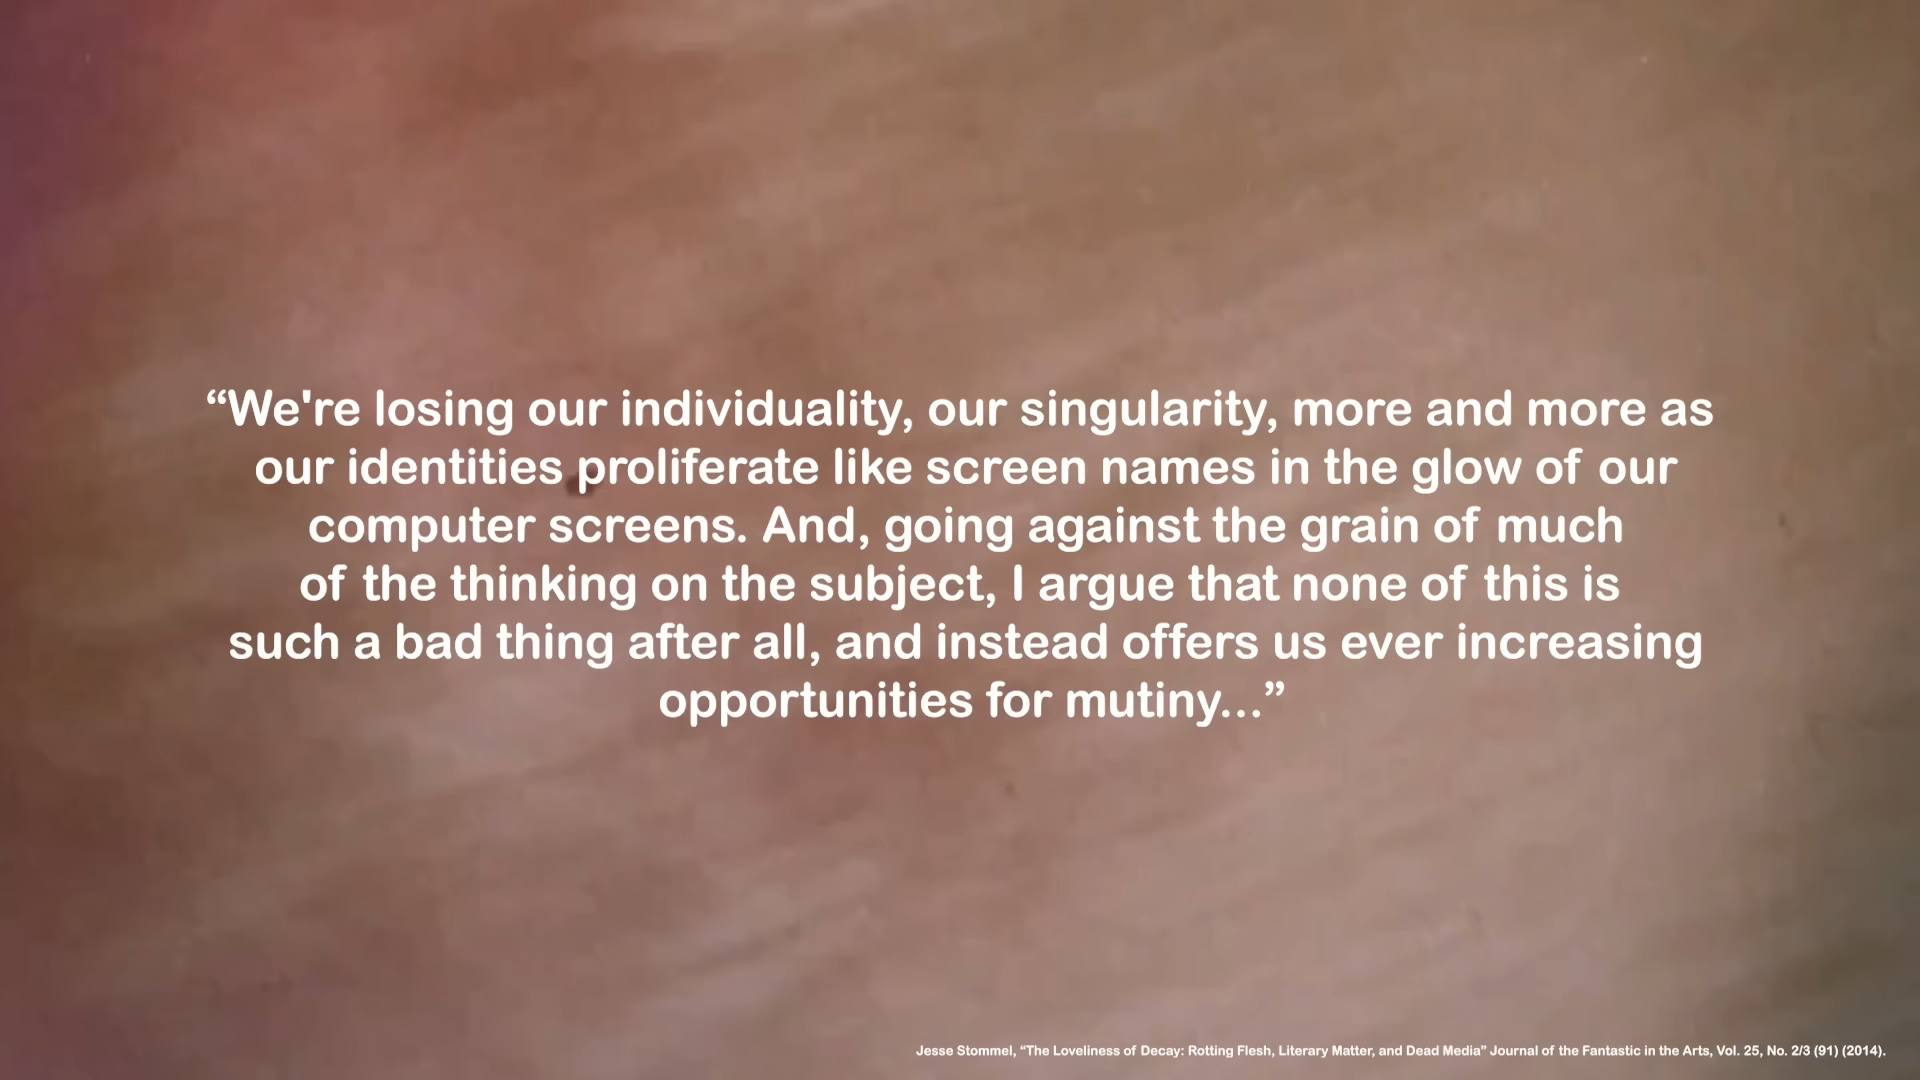 “We're losing our individuality, our singularity, more and more as
our identities proliferate like screen names in the glow of our
computer screens. And, going against the grain of much
of the thinking on the subject, I argue that none of this is
such a bad thing after all, and instead offers us ever increasing
opportunities for mutiny...”
Jesse Stommel, “The Loveliness of Decay: Rotting Flesh, Literary Matter, and Dead Media” Journal of the Fantastic in the Arts, Vol. 25, No. 2/3 (91) (2014).